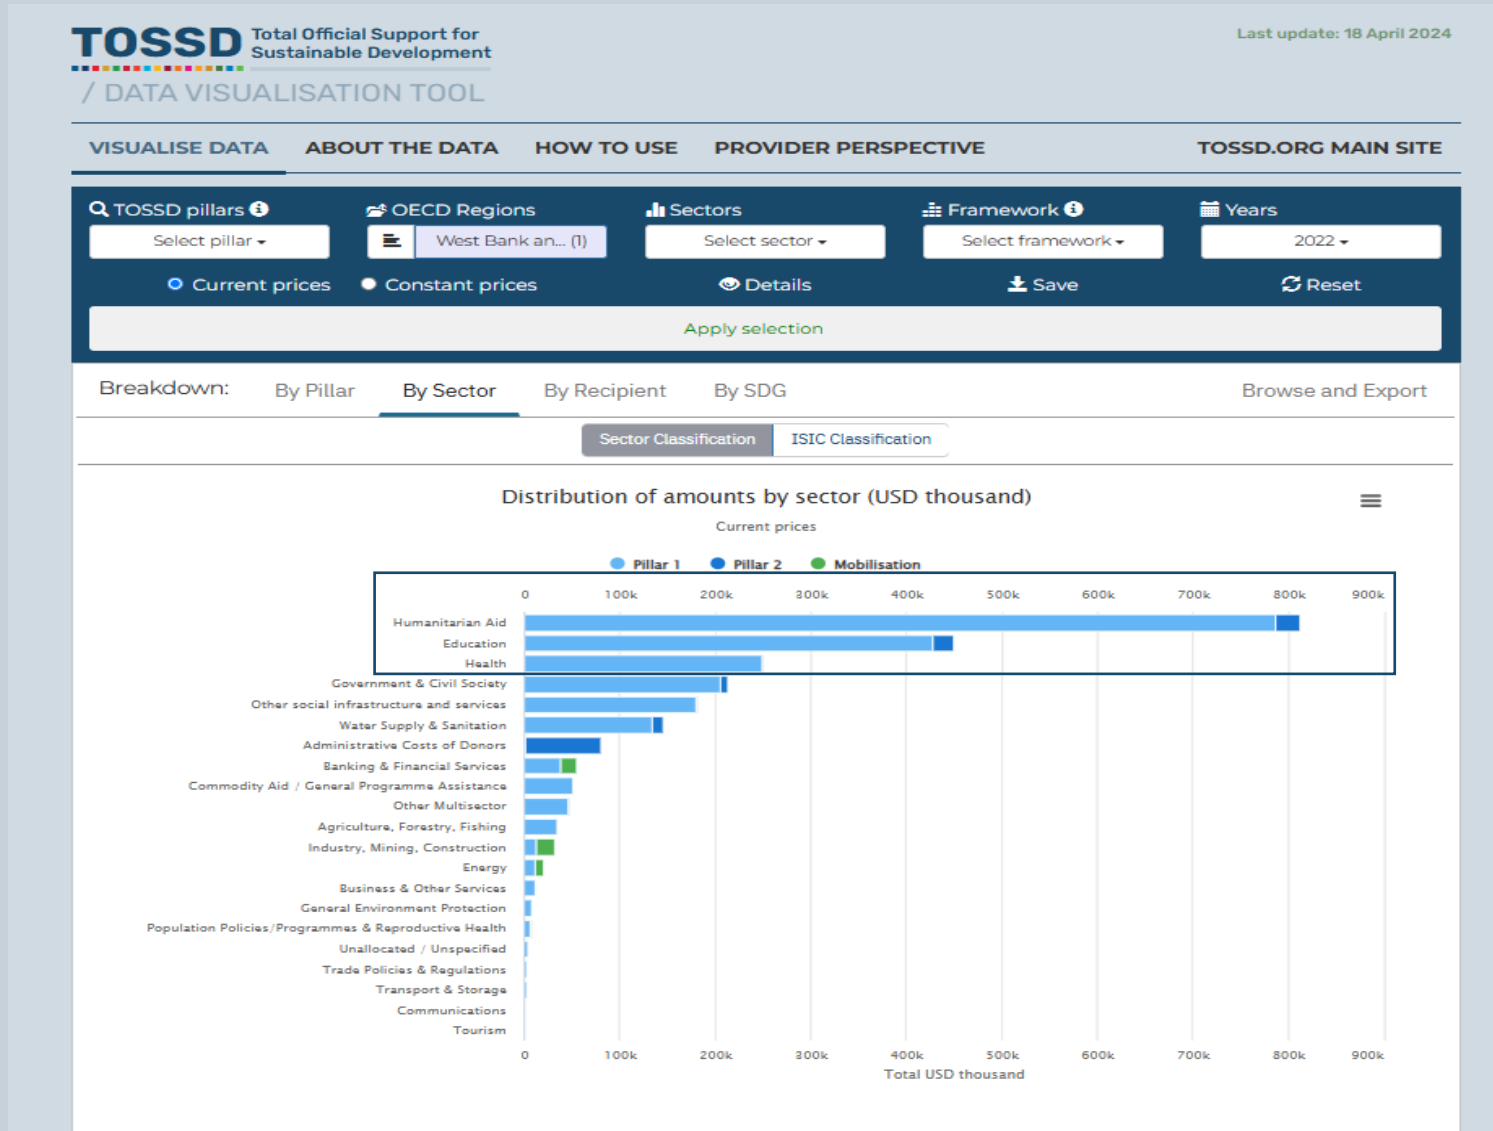 TOSSD Total Official Support for
Sustainable Development
Last update: 18 April 2024
/ DATA VISUALISATION TOOL
VISUALISE DATA ABOUT THE DATA HOW TO USE PROVIDER PERSPECTIVE TOSSD.ORG MAIN SITE
TOSSD pillars OECD Regions Sectors Framework Years
Select pillar West Bank an... (1) Select sector Select framework 2022
Current prices Constant prices Details Save Reset
Apply selection
Breakdown: By Pillar By Sector By Recipient By SDG Browse and Export
Sector Classification ISIC Classification
Distribution of amounts by sector (USD thousand)
Current prices
Pillar 1 Pillar 2 Mobilisation
0 100k 200k 300k 400k 500k 600k 700k 800k 900k
Humanitarian Aid
Education
Health
Government & Civil Society
Other social infrastructure and services
Water Supply & Sanitation
Administrative Costs of Donors
Banking & Financial Services
Commodity Aid / General Programme Assistance
Other Multisector
Agriculture, Forestry, Fishing
Industry, Mining, Construction
Energy
Business & Other Services
General Environment Protection
Population Policies/Programmes & Reproductive Health
Unallocated / Unspecified
Trade Policies & Regulations
Transport & Storage
Communications
Tourism
0 100k 200k 300k 400k 500k 600k 700k 800k 900k
Total USD thousand